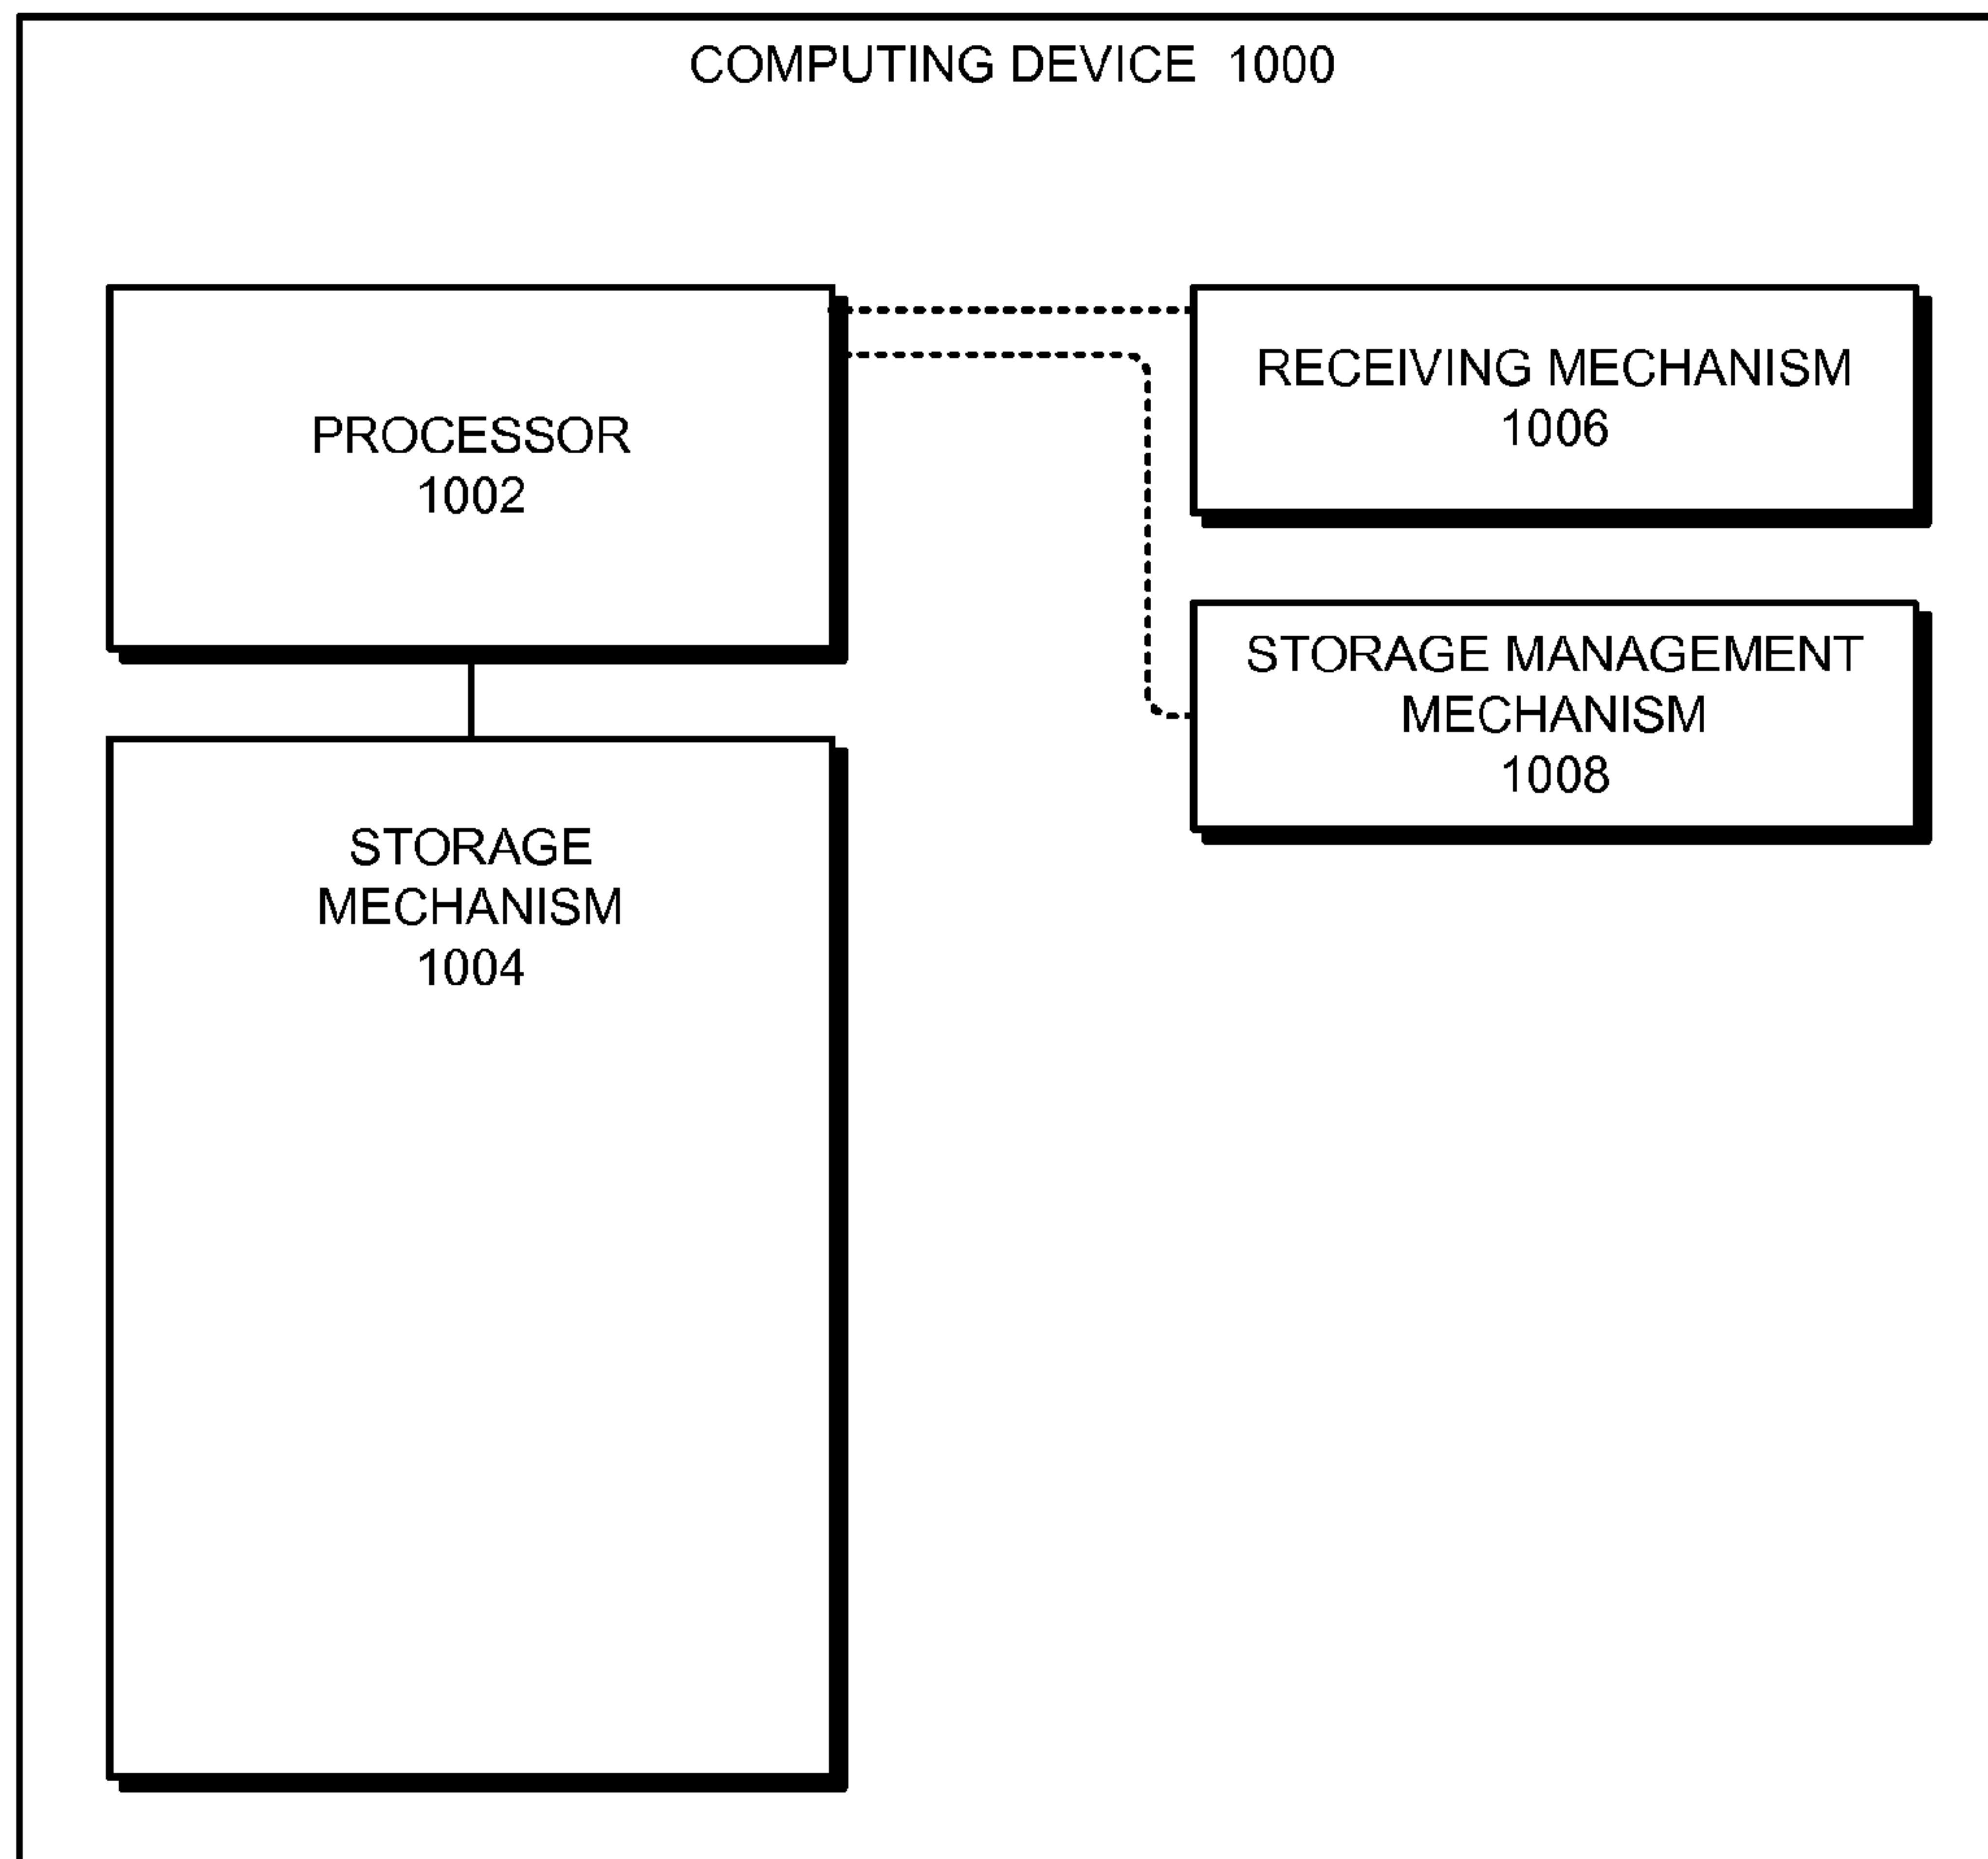 COMPUTING DEVICE 1000
PROCESSOR
1002
RECEIVING MECHANISM
1006
STORAGE MANAGEMENT
MECHANISM
1008
STORAGE
MECHANISM
1004